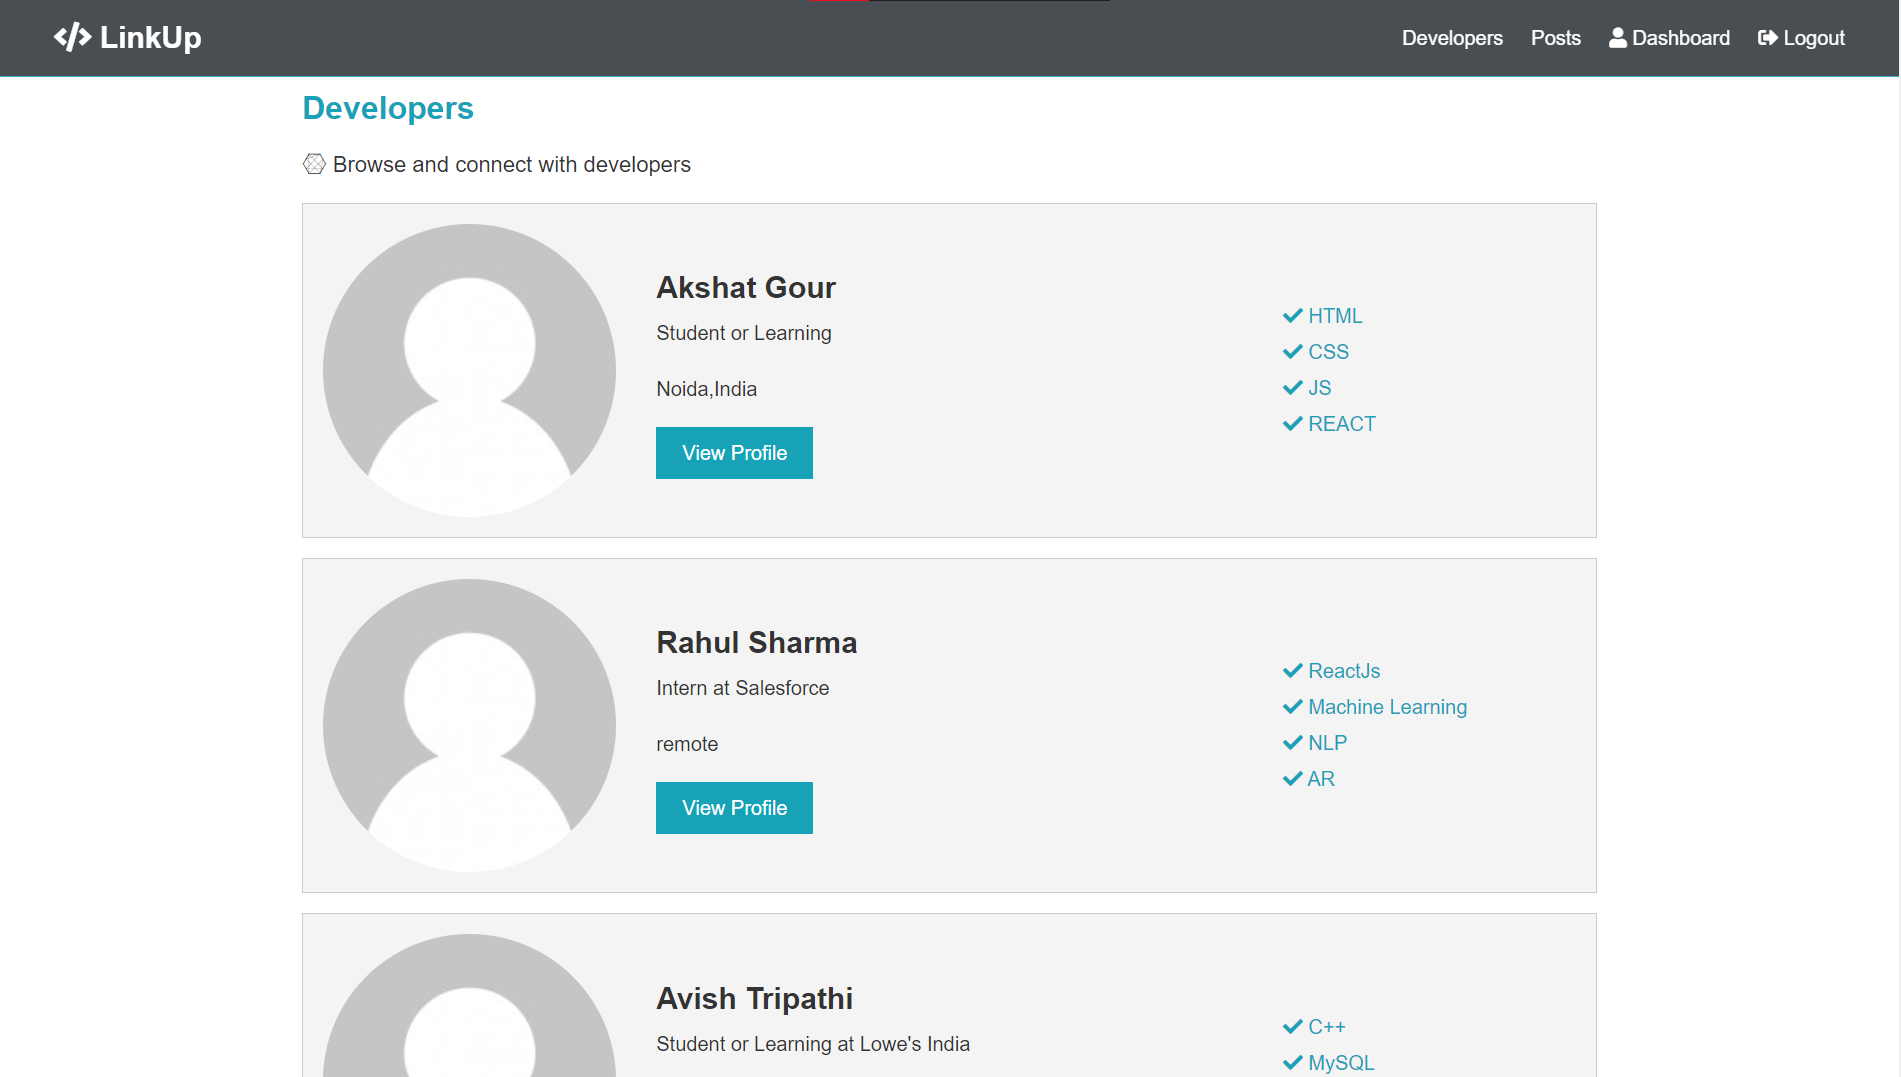 LinkUp
Developers Posts Dashboard Logout
Developers
Browse and connect with developers
Akshat Gour
Student or Learning
Noida,India
View Profile
HTML
CSS
JS
REACT
Rahul Sharma
Intern at Salesforce
remote
View Profile
ReactJs
Machine Learning
NLP
AR
Avish Tripathi
Student or Learning at Lowe's India
C++
MySQL